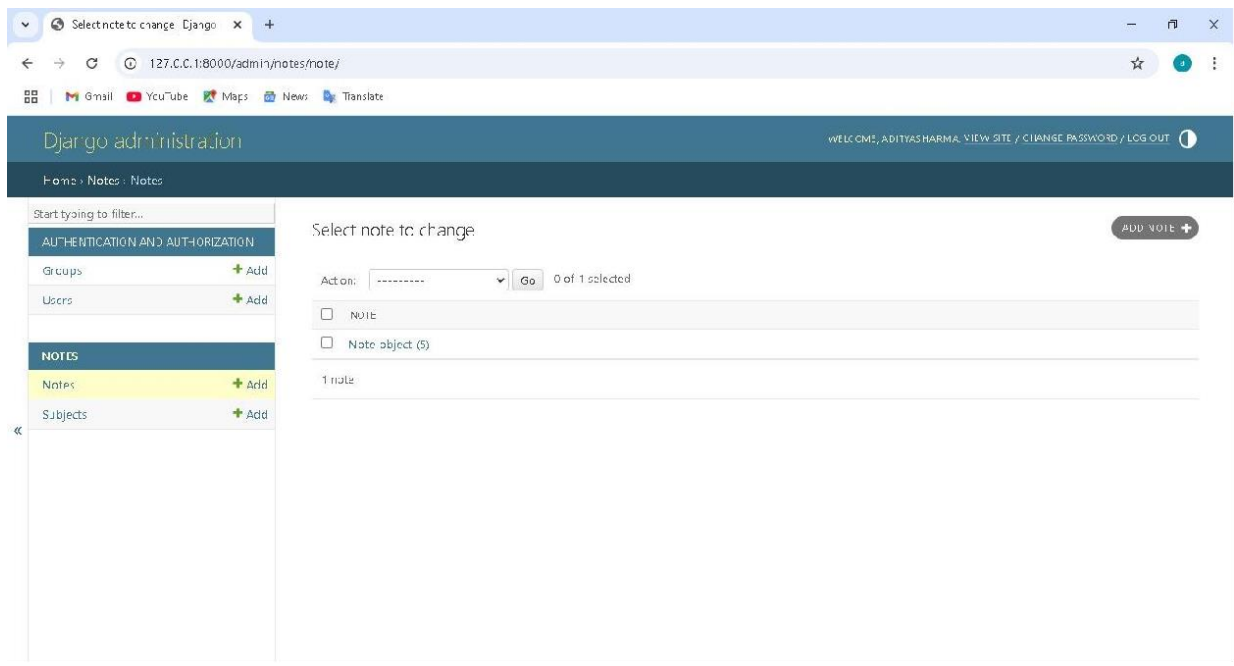 Select note to change Django
127.0.0.1:8000/admin/notes/note/
Gmail YouTube Maps News Translate
Django administration
WELCOME, ADITYASHARMA. VIEW SITE / CHANGE PASSWORD / LOG OUT
Home › Notes › Notes
Start typing to filter...
AUTHENTICATION AND AUTHORIZATION
Groups + Add
Users + Add
NOTES
Notes + Add
Subjects + Add
«
Select note to change
ADD NOTE +
Action: --------- Go 0 of 1 selected
NOTE
Note object (5)
1 note